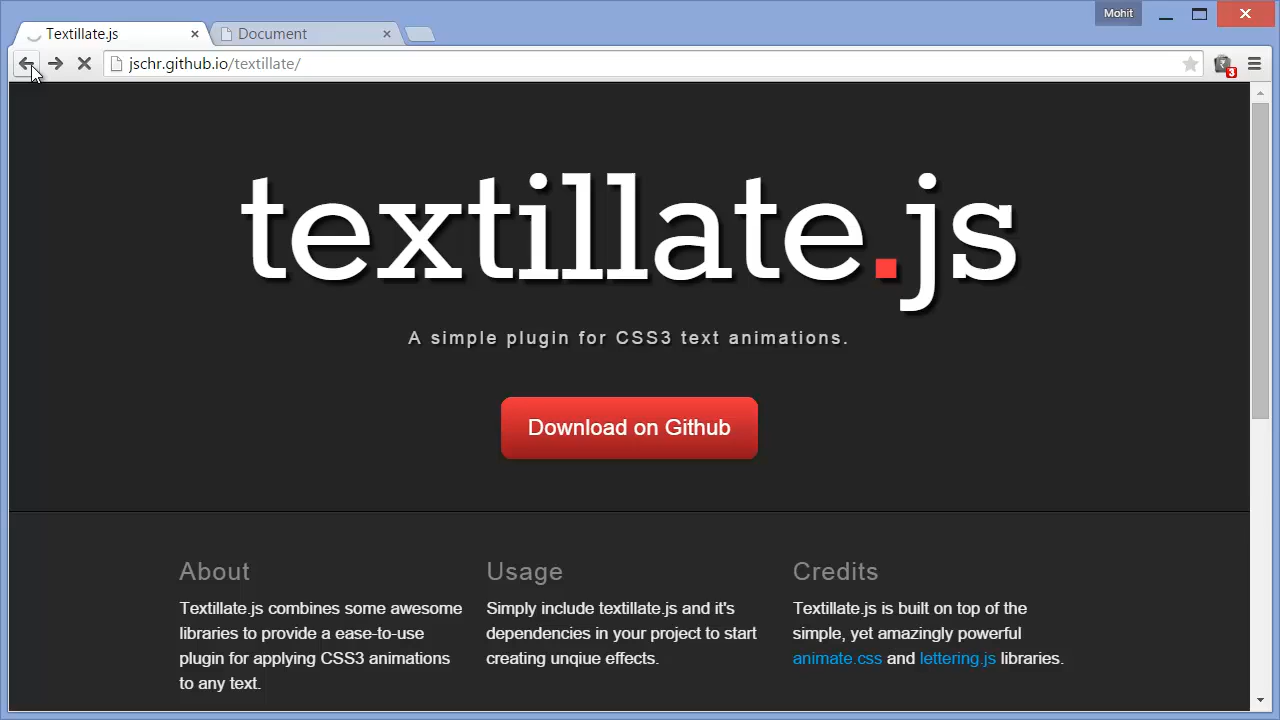 Mohit
Textillate.js
Document
jschr.github.io/textillate/
3
textillate.js
A simple plugin for CSS3 text animations.
Download on Github
About
Textillate.js combines some awesome
libraries to provide a ease-to-use
plugin for applying CSS3 animations
to any text.
Usage
Simply include textillate.js and it's
dependencies in your project to start
creating unqiue effects.
Credits
Textillate.js is built on top of the
simple, yet amazingly powerful
animate.css and lettering.js libraries.